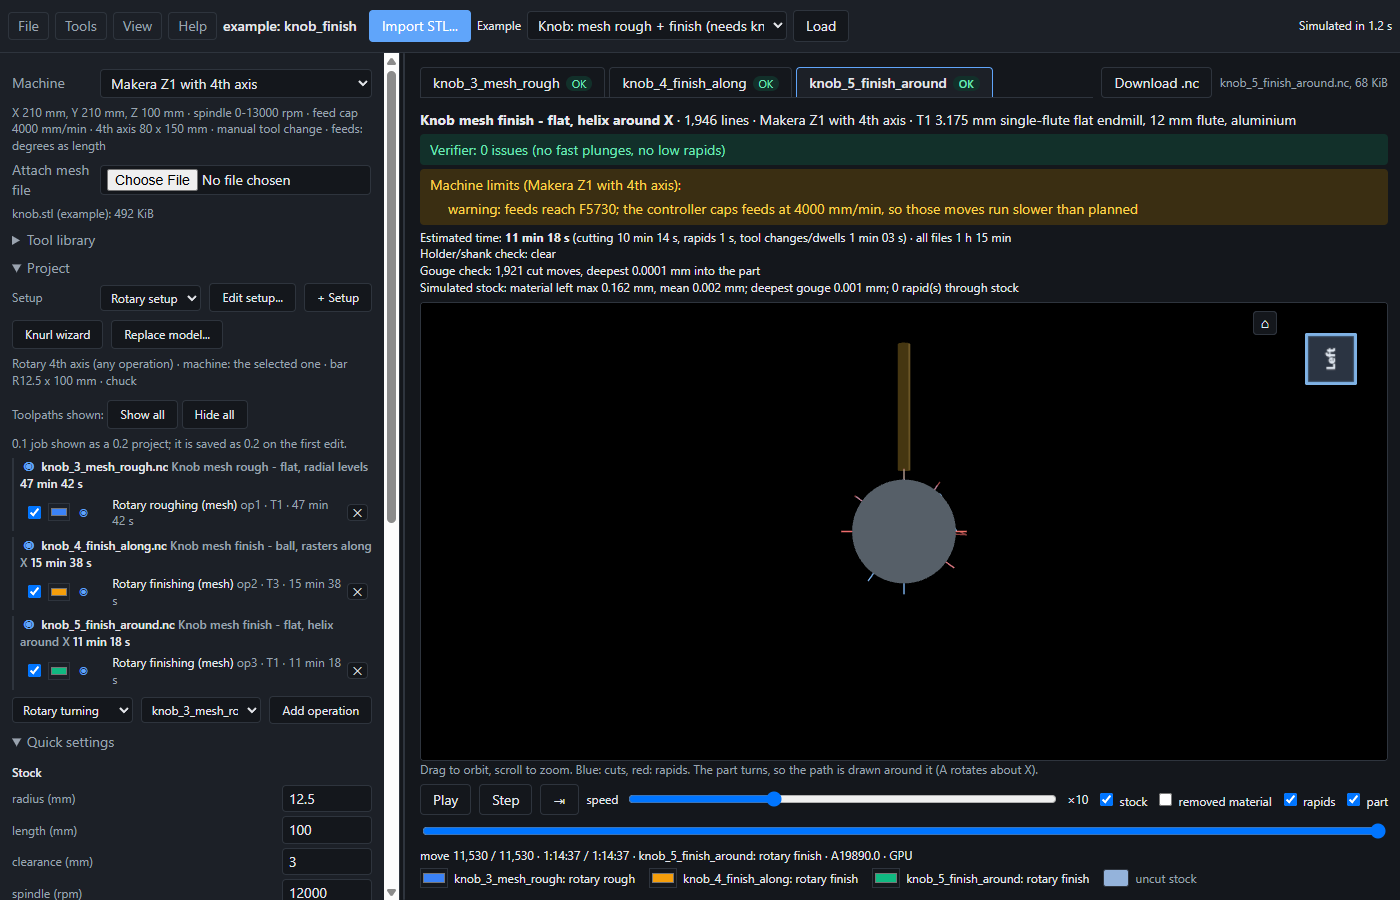 File Tools View Help example: knob_finish Import STL... Example Knob: mesh rough + finish (needs kn Load Simulated in 1.2 s
Machine Makera Z1 with 4th axis
X 210 mm, Y 210 mm, Z 100 mm · spindle 0-13000 rpm · feed cap
4000 mm/min · 4th axis 80 x 150 mm · manual tool change · feeds:
degrees as length
Attach mesh
file
Choose File No file chosen
knob.stl (example): 492 KiB
Tool library
Project
Setup Rotary setup Edit setup... + Setup
Knurl wizard Replace model...
Rotary 4th axis (any operation) · machine: the selected one · bar
R12.5 x 100 mm · chuck
Toolpaths shown: Show all Hide all
0.1 job shown as a 0.2 project; it is saved as 0.2 on the first edit.
knob_3_mesh_rough.nc Knob mesh rough - flat, radial levels
47 min 42 s
Rotary roughing (mesh) op1 · T1 · 47 min
42 s
knob_4_finish_along.nc Knob mesh finish - ball, rasters along
X 15 min 38 s
Rotary finishing (mesh) op2 · T3 · 15 min 38
s
knob_5_finish_around.nc Knob mesh finish - flat, helix
around X 11 min 18 s
Rotary finishing (mesh) op3 · T1 · 11 min 18
s
Rotary turning knob_3_mesh_rc Add operation
Quick settings
Stock
radius (mm) 12.5
length (mm) 100
clearance (mm) 3
spindle (rpm) 12000
knob_3_mesh_rough OK knob_4_finish_along OK knob_5_finish_around OK Download .nc knob_5_finish_around.nc, 68 KiB
Knob mesh finish - flat, helix around X · 1,946 lines · Makera Z1 with 4th axis · T1 3.175 mm single-flute flat endmill, 12 mm flute, aluminium
Verifier: 0 issues (no fast plunges, no low rapids)
Machine limits (Makera Z1 with 4th axis):
warning: feeds reach F5730; the controller caps feeds at 4000 mm/min, so those moves run slower than planned
Estimated time: 11 min 18 s (cutting 10 min 14 s, rapids 1 s, tool changes/dwells 1 min 03 s) · all files 1 h 15 min
Holder/shank check: clear
Gouge check: 1,921 cut moves, deepest 0.0001 mm into the part
Simulated stock: material left max 0.162 mm, mean 0.002 mm; deepest gouge 0.001 mm; 0 rapid(s) through stock
Left
Drag to orbit, scroll to zoom. Blue: cuts, red: rapids. The part turns, so the path is drawn around it (A rotates about X).
Play Step speed ×10 stock removed material rapids part
move 11,530 / 11,530 · 1:14:37 / 1:14:37 · knob_5_finish_around: rotary finish · A19890.0 · GPU
knob_3_mesh_rough: rotary rough knob_4_finish_along: rotary finish knob_5_finish_around: rotary finish uncut stock